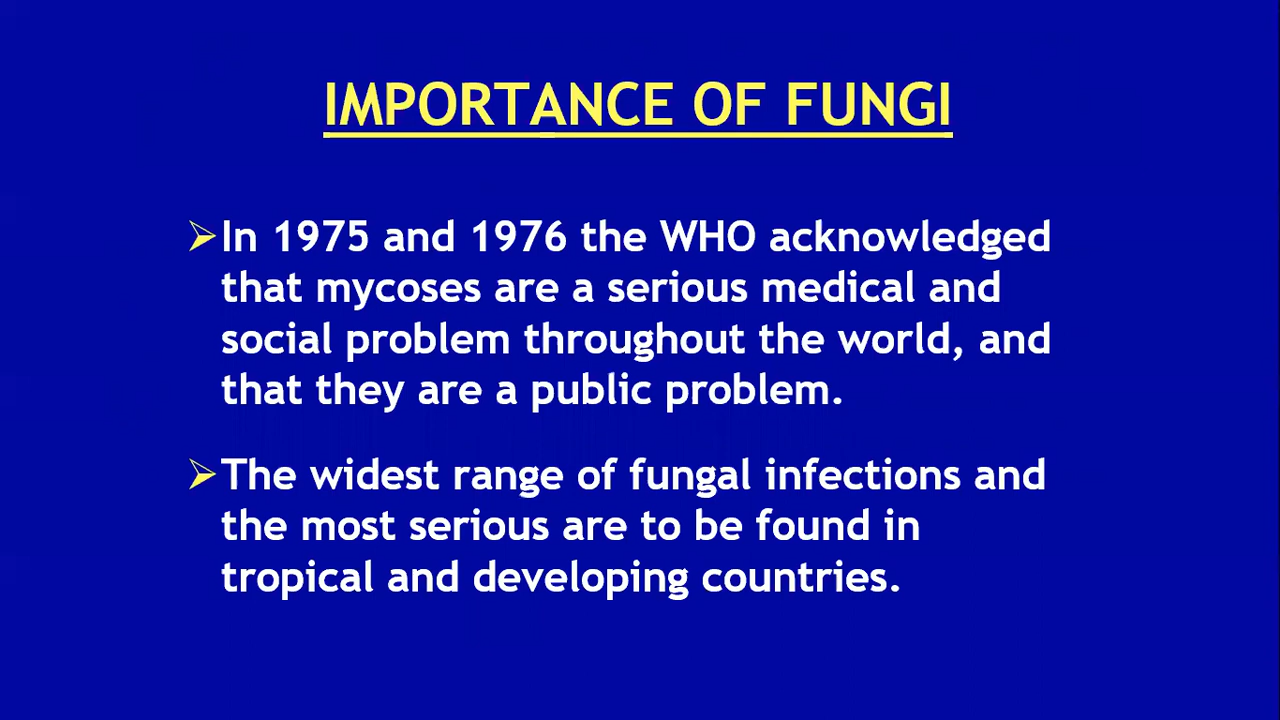 IMPORTANCE OF FUNGI
➢In 1975 and 1976 the WHO acknowledged
that mycoses are a serious medical and
social problem throughout the world, and
that they are a public problem.
➢The widest range of fungal infections and
the most serious are to be found in
tropical and developing countries.